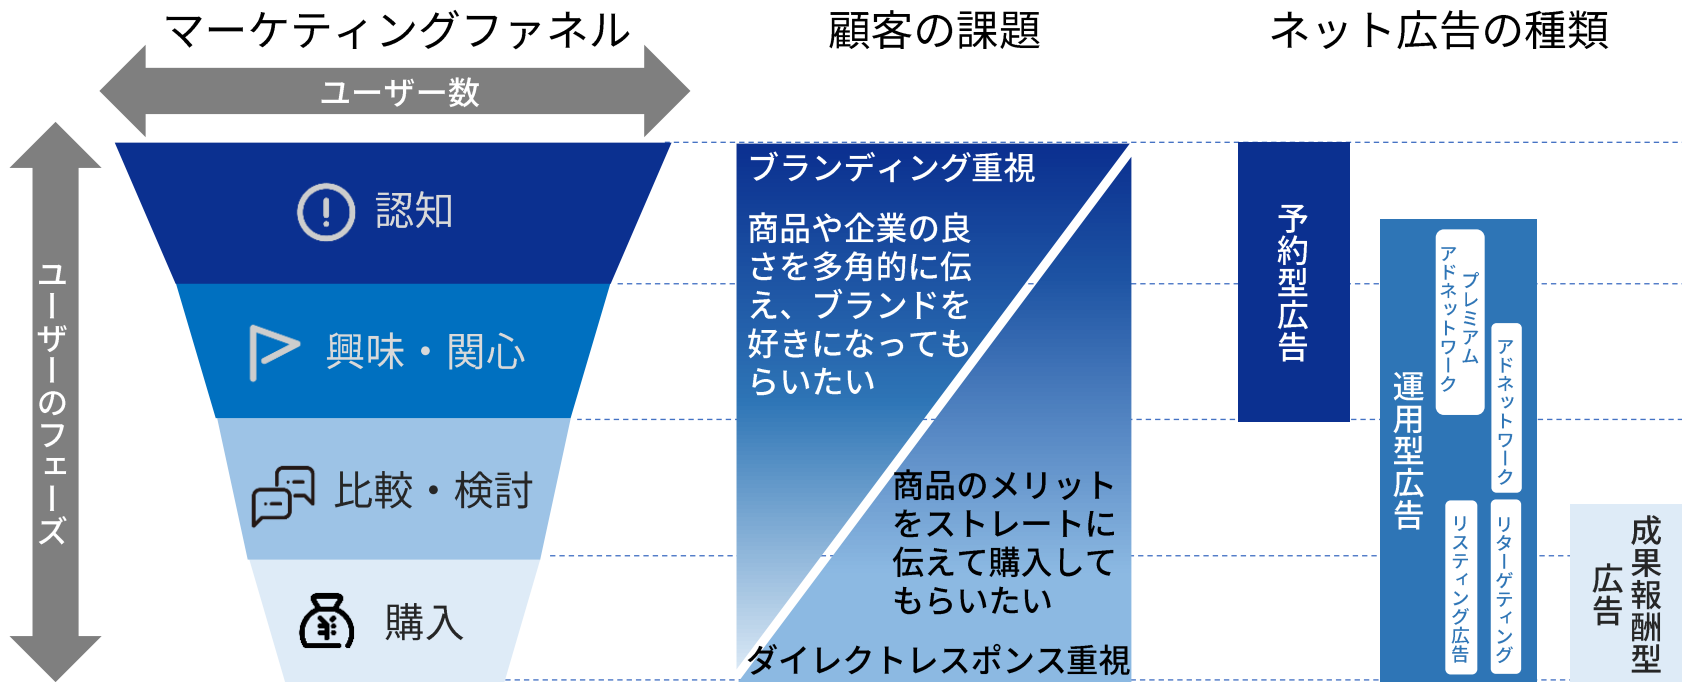 マーケティングファネル
顧客の課題
ネット広告の種類
ユーザー数
ユーザーのフェーズ
認知
興味・関心
比較・検討
購入
ブランディング重視
商品や企業の良
さを多角的に伝
え、ブランドを
好きになっても
らいたい
商品のメリット
をストレートに
伝えて購入して
もらいたい
ダイレクトレスポンス重視
予約型広告
運用型広告
プレミアム
アドネットワーク
アドネットワーク
リスティング広告
リターゲティング
成果報酬型
広告